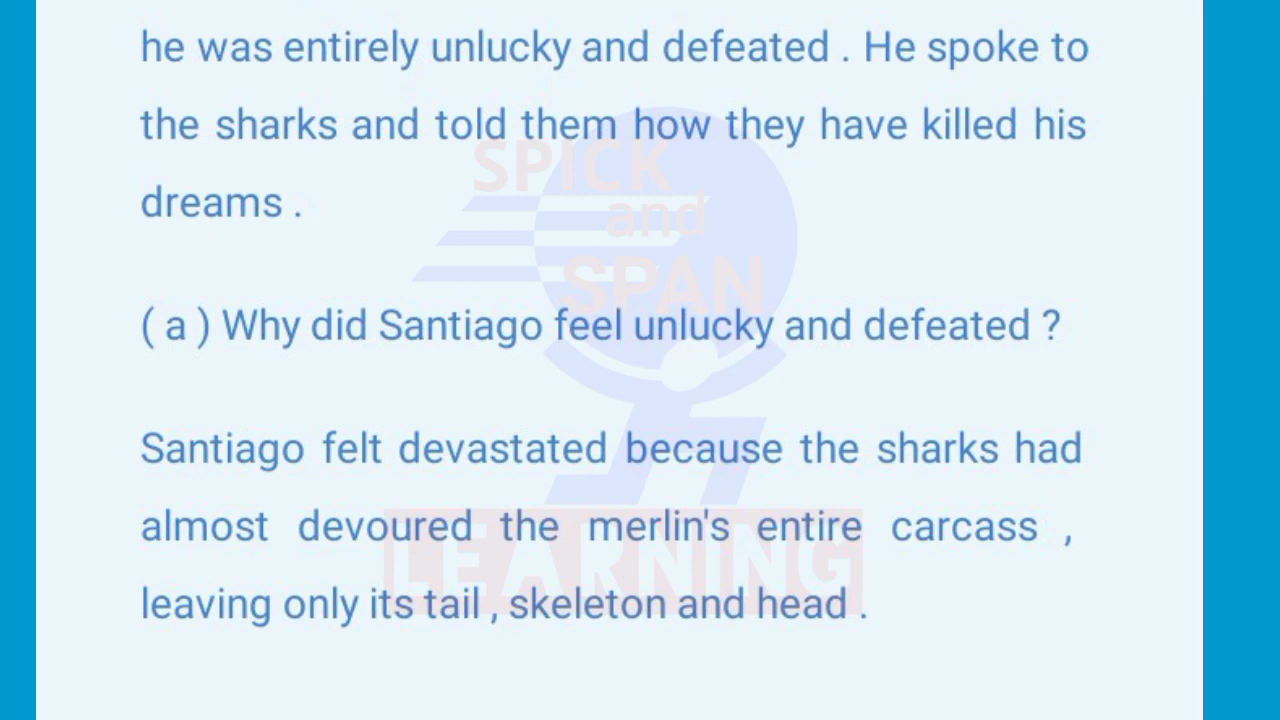 he was entirely unlucky and defeated . He spoke to
the sharks and told them how they have killed his
dreams .
( a ) Why did Santiago feel unlucky and defeated ?
Santiago felt devastated because the sharks had
almost devoured the merlin's entire carcass ,
leaving only its tail , skeleton and head .
SPICK
and
SPAN
LEARNING